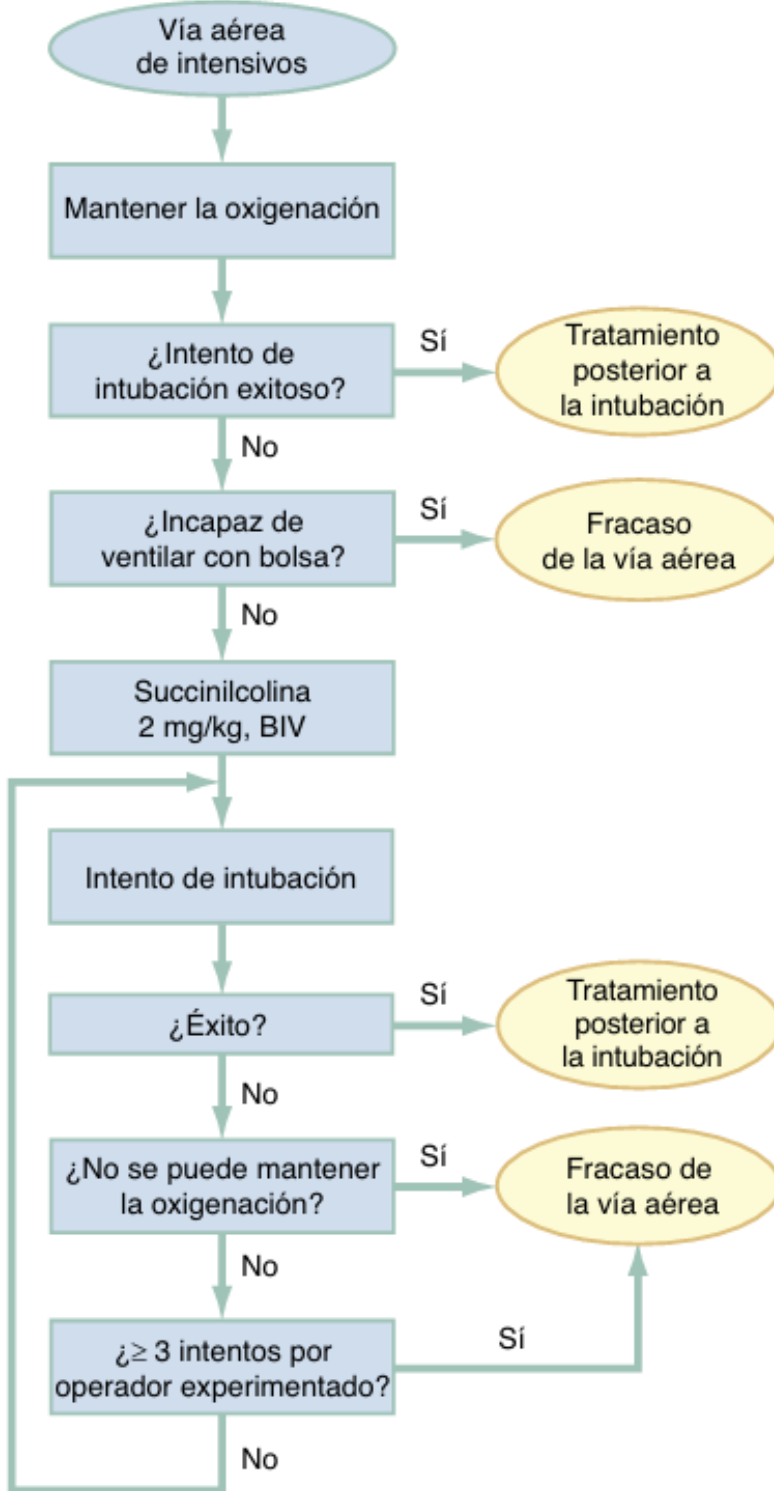 Vía aérea
de intensivos
Mantener la oxigenación
¿Intento de
intubación exitoso?
Sí
Tratamiento
posterior a
la intubación
No
¿Incapaz de
ventilar con bolsa?
Sí
Fracaso
de la vía aérea
No
Succinilcolina
2 mg/kg, BIV
Intento de intubación
¿Éxito?
Sí
Tratamiento
posterior a
la intubación
No
¿No se puede mantener
la oxigenación?
Sí
Fracaso de
la vía aérea
No
¿≥ 3 intentos por
operador experimentado?
Sí
No